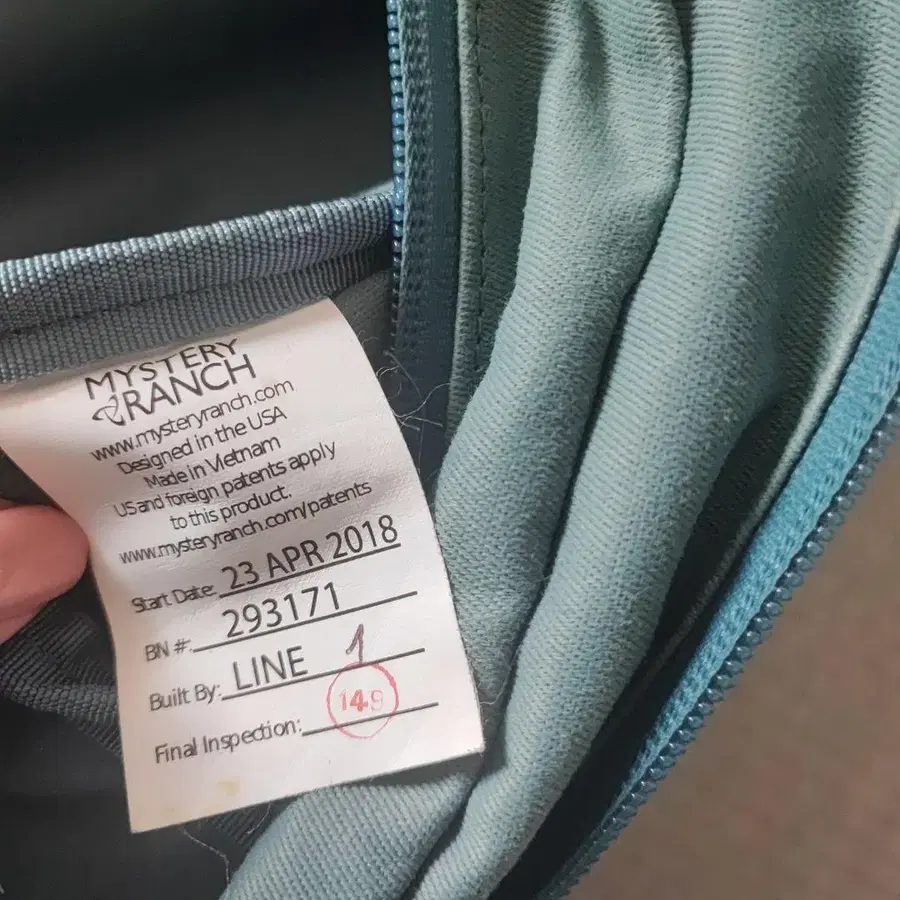 MYSTERY
RANCH
www.mysteryranch.com
Designed in the USA
Made in Vietnam
US and foreign patents apply
to this product.
www.mysteryranch.com/patents
Start Date: 23 APR 2018
BN #: 293171
Built By: LINE 1
Final Inspection: 149